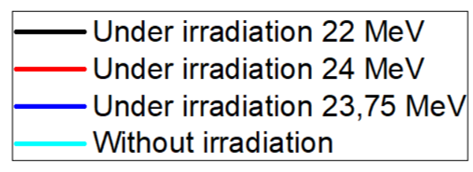 Under irradiation 22 MeV
Under irradiation 24 MeV
Under irradiation 23,75 MeV
Without irradiation